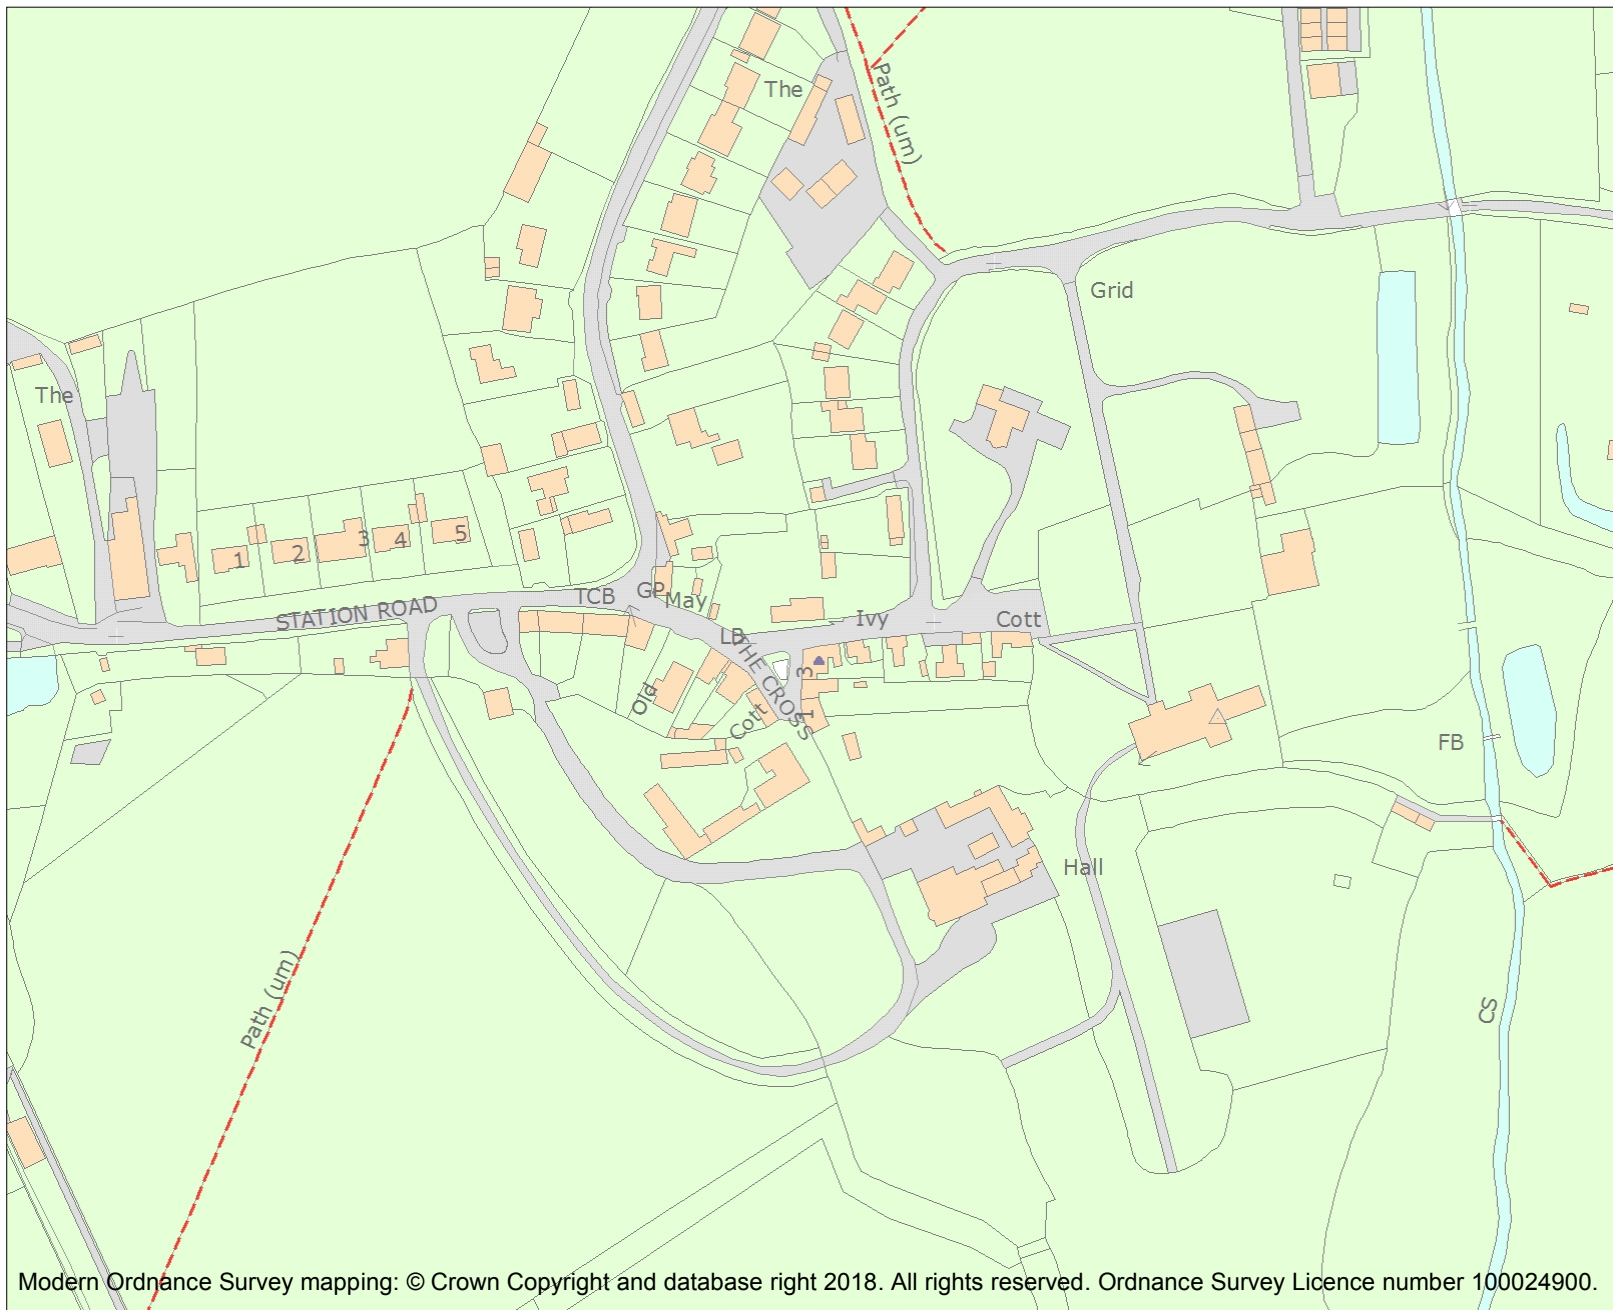 The
Path (um)
Grid
The
1
2
3
4
5
TCB
GP
May
STATION ROAD
LB
Ivy
Cott
THE CROSS
3
1
Old
Cott
FB
Hall
Path (um)
CS
Modern Ordnance Survey mapping: © Crown Copyright and database right 2018. All rights reserved. Ordnance Survey Licence number 100024900.